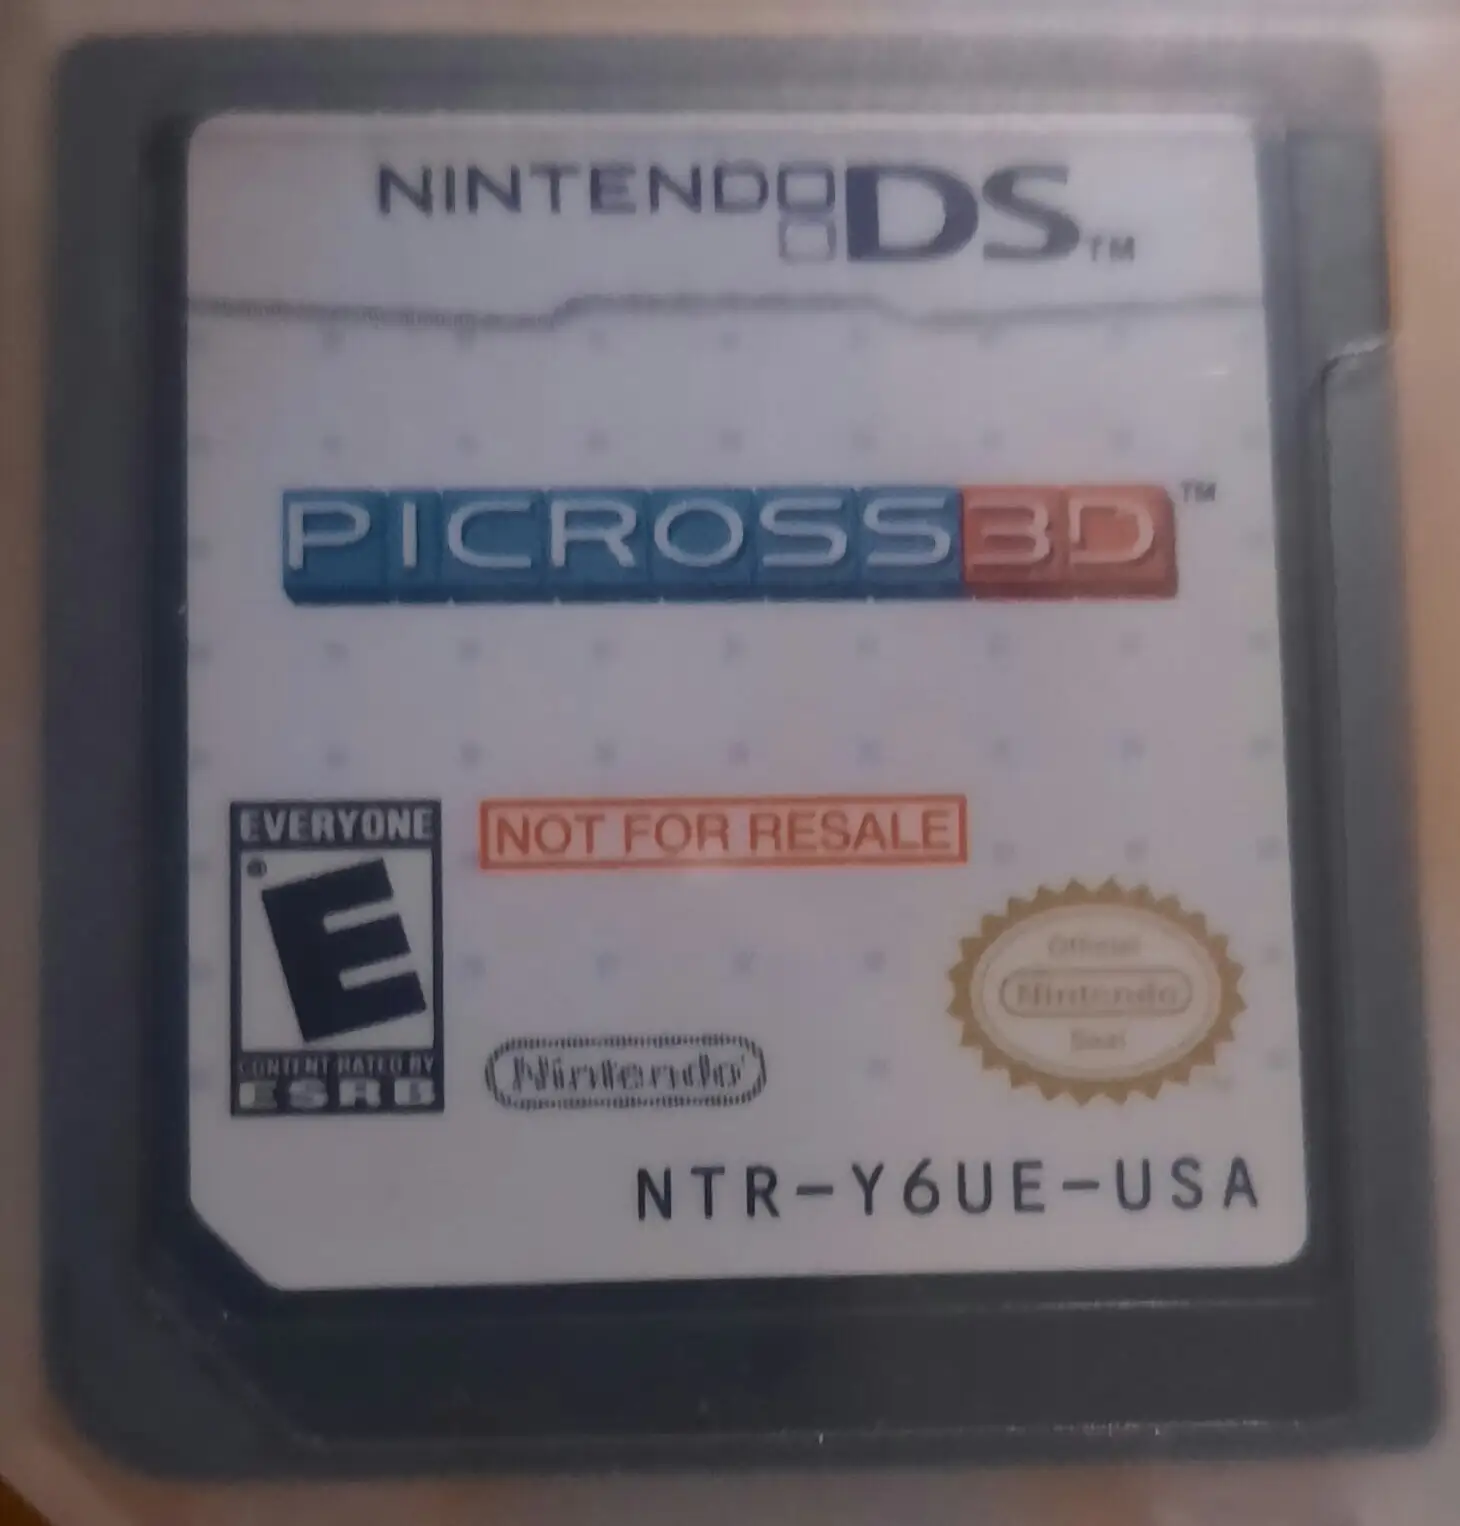 NINTENDO DS™
PICROSS 3D™
EVERYONE
NOT FOR RESALE
E
CONTENT RATED BY
ESRB
Nintendo
Official
Nintendo
Seal
NTR-Y6UE-USA